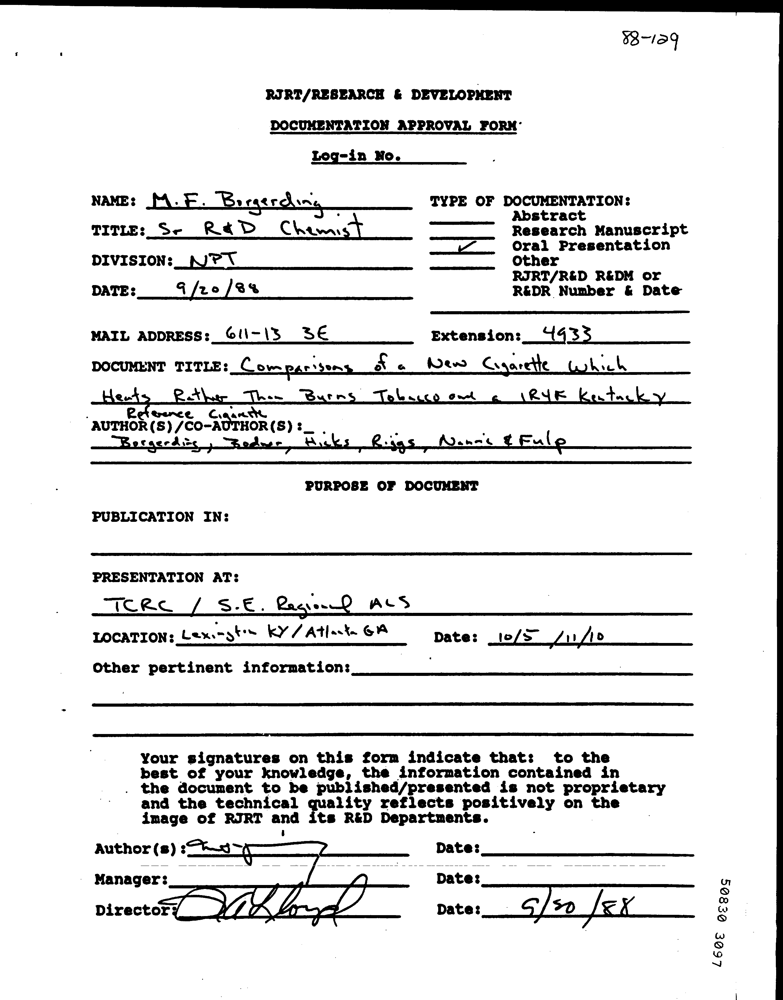 88-129
RJRT/RESEARCH & DEVELOPMENT
DOCUMENTATION APPROVAL FORM
Log-in No.
NAME: M.F. Borgerding
TITLE: Sr R&D Chemist
DIVISION: NPT
DATE: 9/20/88
TYPE OF DOCUMENTATION:
Abstract
Research Manuscript
✓ Oral Presentation
Other
RJRT/R&D R&DM or
R&DR Number & Date
MAIL ADDRESS: 611-13 3E Extension: 4933
DOCUMENT TITLE: Comparisons of a New Cigarette Which
Heats Rather Than Burns Tobacco and a 1R4F Kentucky
Reference Cigarette
AUTHOR(S)/CO-AUTHOR(S):
Borgerding, Bodnar, Hicks, Riggs, Nanni & Fulp
PURPOSE OF DOCUMENT
PUBLICATION IN:
PRESENTATION AT:
TCRC / S.E. Regional ACS
LOCATION: Lexington KY/Atlanta GA Date: 10/5 /11/10
Other pertinent information:
Your signatures on this form indicate that: to the
best of your knowledge, the information contained in
the document to be published/presented is not proprietary
and the technical quality reflects positively on the
image of RJRT and its R&D Departments.
Author(s): Date:
Manager: Date:
Director: Date: 9/30/88
50830 3097